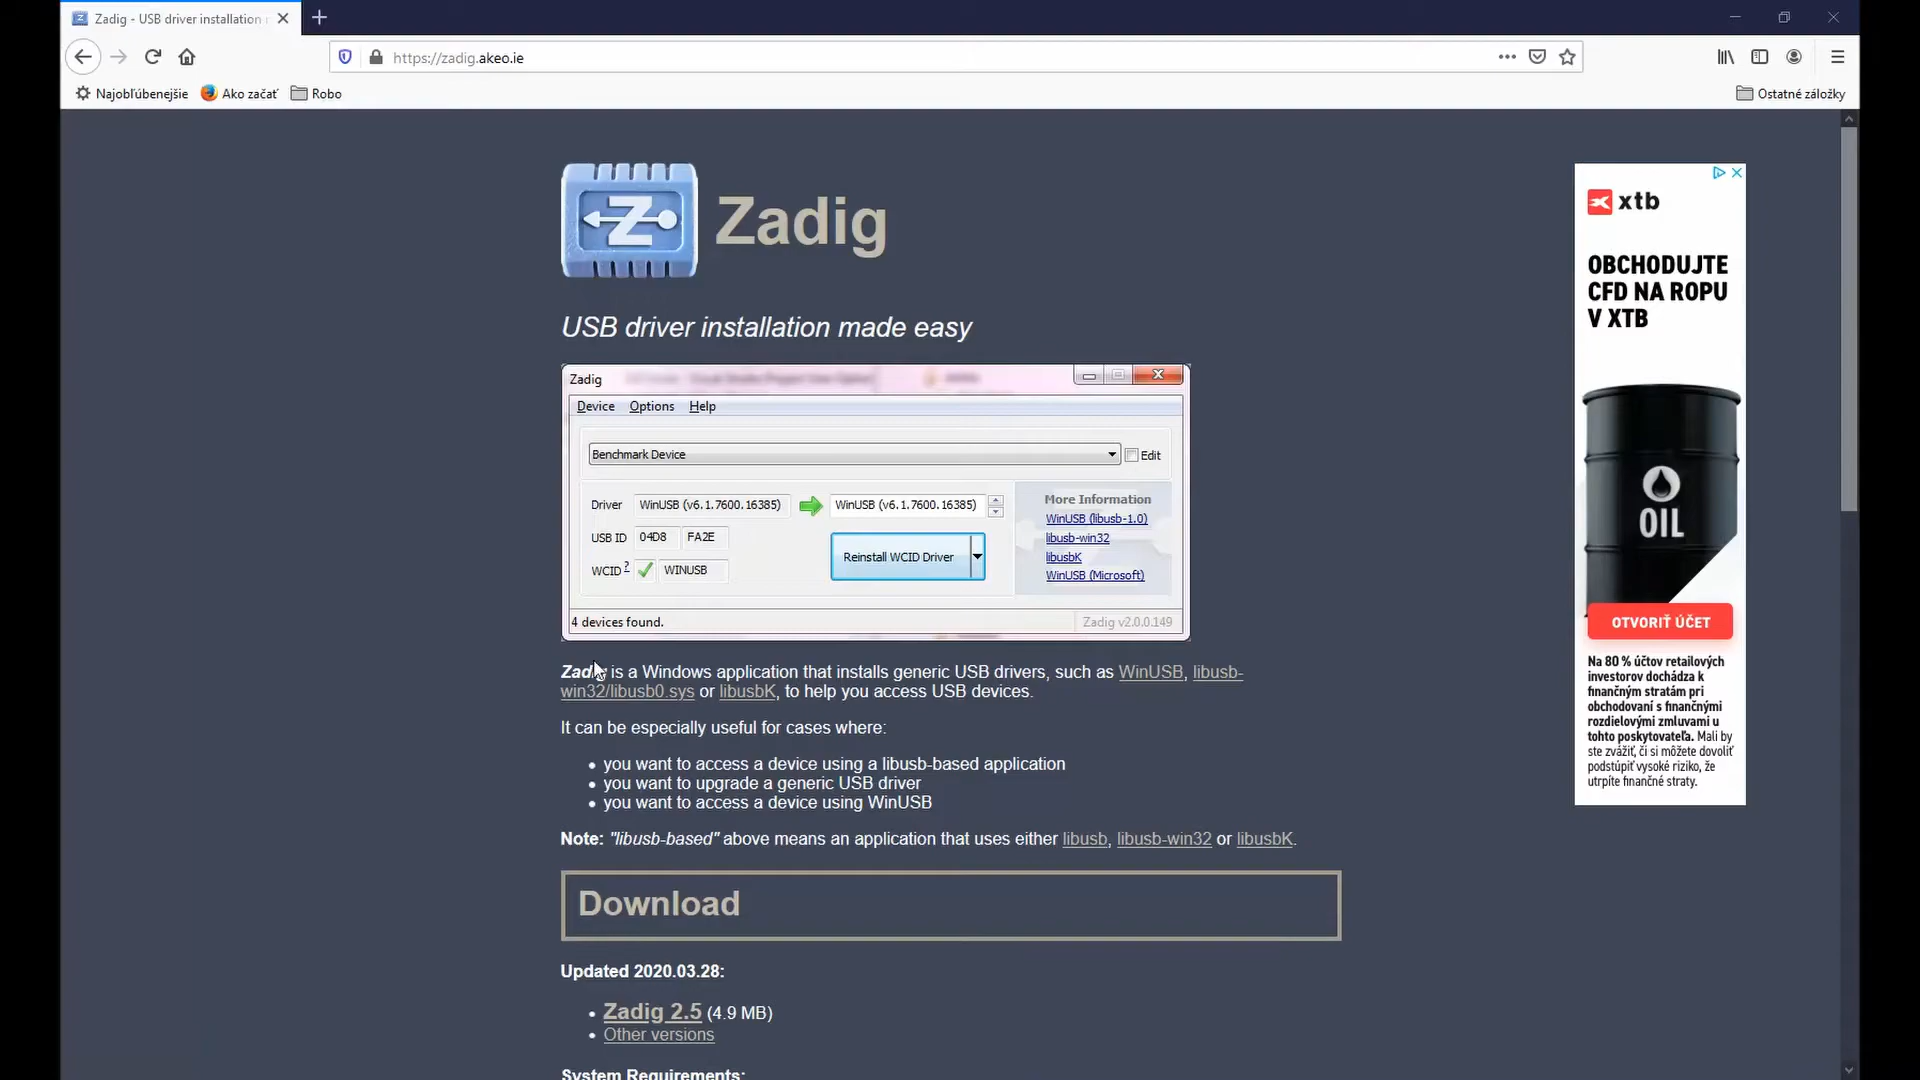 Zadig - USB driver installation
https://zadig.akeo.ie
Najobľúbenejšie
Ako začať
Robo
Ostatné záložky
Zadig
USB driver installation made easy
Zadig
Device Options Help
Benchmark Device
Edit
Driver WinUSB (v6.1.7600.16385) WinUSB (v6.1.7600.16385)
USB ID 04D8 FA2E
WCID ? WINUSB
Reinstall WCID Driver
More Information
WinUSB (libusb-1.0)
libusb-win32
libusbK
WinUSB (Microsoft)
4 devices found.
Zadig v2.0.0.149
Zadig is a Windows application that installs generic USB drivers, such as WinUSB, libusb-
win32/libusb0.sys or libusbK, to help you access USB devices.
It can be especially useful for cases where:
• you want to access a device using a libusb-based application
• you want to upgrade a generic USB driver
• you want to access a device using WinUSB
Note: "libusb-based" above means an application that uses either libusb, libusb-win32 or libusbK.
Download
Updated 2020.03.28:
• Zadig 2.5 (4.9 MB)
• Other versions
System Requirements:
xtb
OBCHODUJTE
CFD NA ROPU
V XTB
OIL
OTVORIŤ ÚČET
Na 80 % účtov retailových
investorov dochádza k
finančným stratám pri
obchodovaní s finančnými
rozdielovými zmluvami u
tohto poskytovateľa. Mali by
ste zvážiť, či si môžete dovoliť
podstúpiť vysoké riziko, že
utrpíte finančné straty.